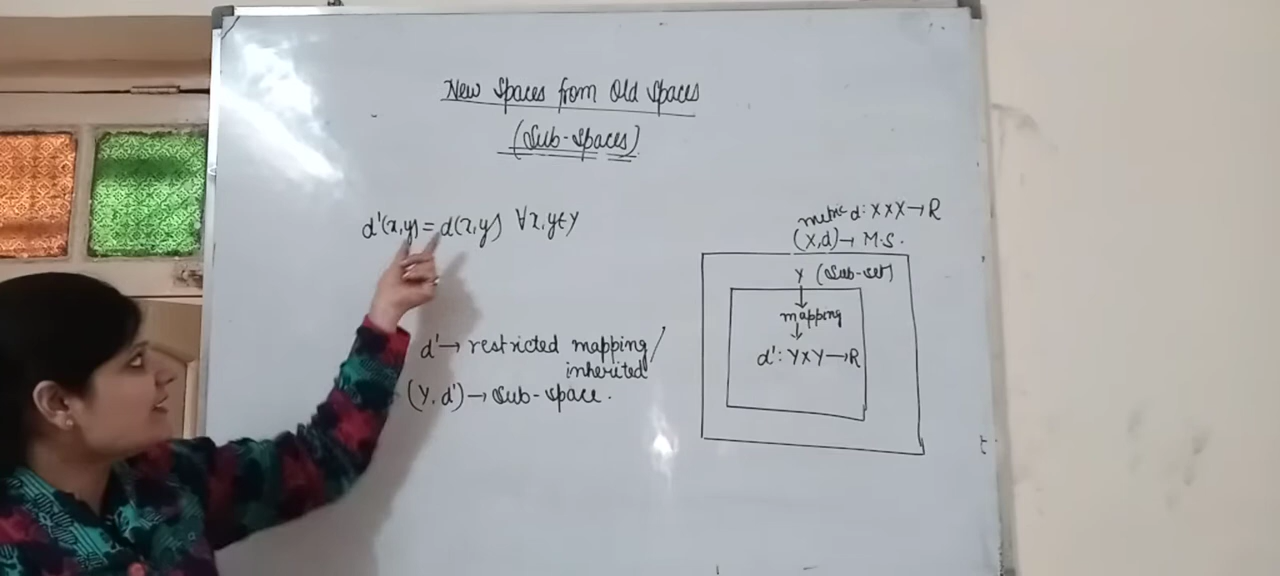 New Spaces from Old Spaces
(Sub-Spaces)
d'(x,y) = d(x,y) ∀ x,y ∈ Y
d' → restricted mapping/
inherited
(Y, d') → Sub-space.
metric d: X×X → R
(X,d) → M.S.
Y (Sub-set)
↓
mapping
↓
d': Y×Y → R